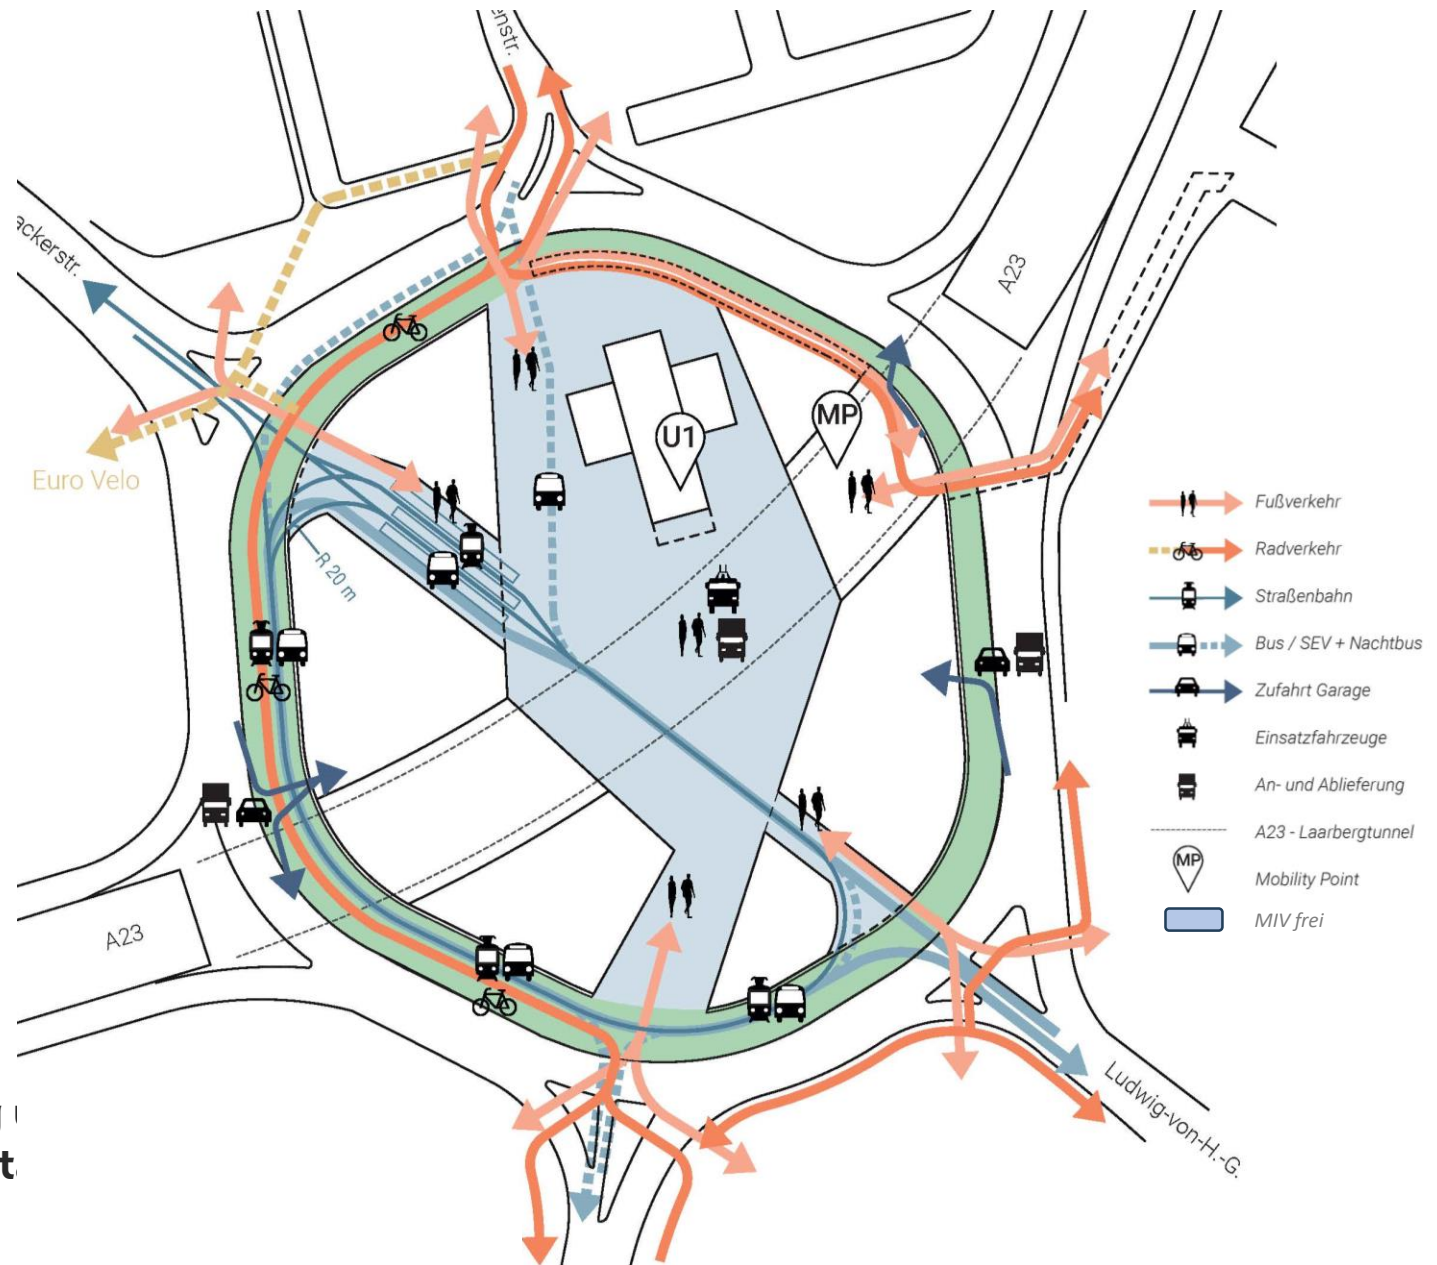 enstr.
ackerstr.
A23
MP
U1
Euro Velo
R 20 m
A23
Ludwig-von-H.-G.
Fußverkehr
Radverkehr
Straßenbahn
Bus / SEV + Nachtbus
Zufahrt Garage
Einsatzfahrzeuge
An- und Ablieferung
A23 - Laarbergtunnel
MP
Mobility Point
MIV frei